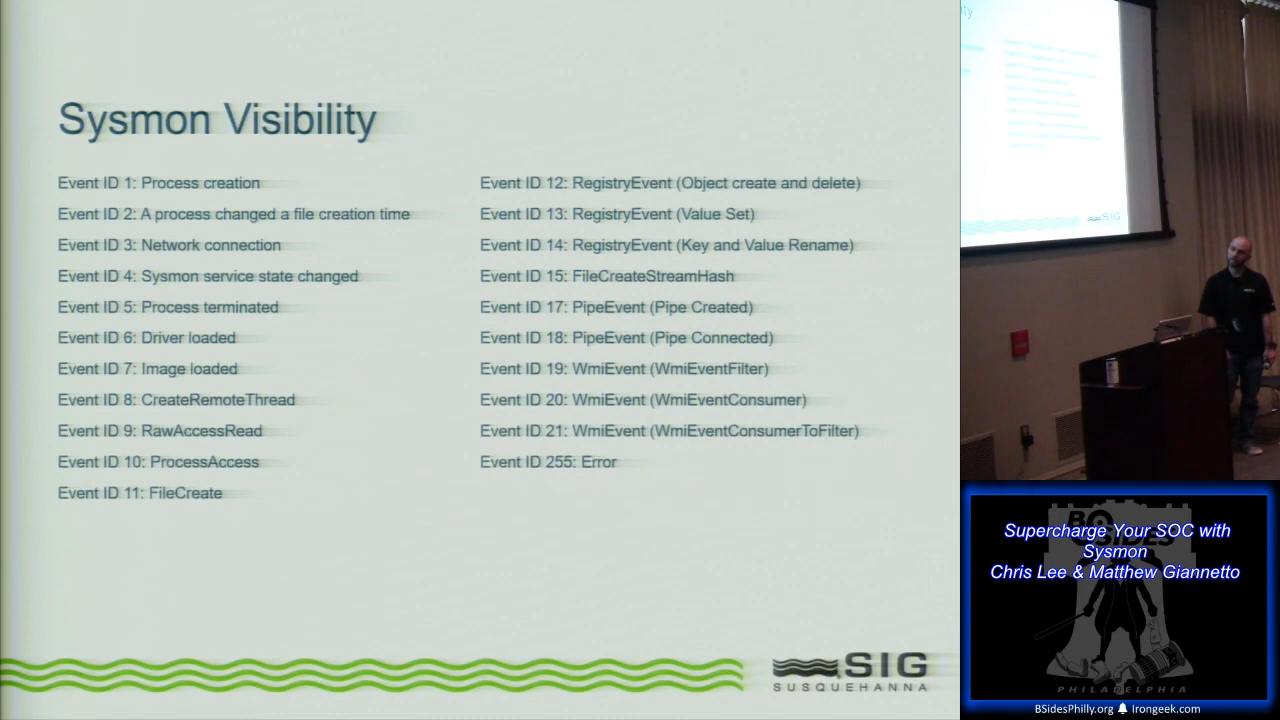 Sysmon Visibility
Event ID 1: Process creation
Event ID 2: A process changed a file creation time
Event ID 3: Network connection
Event ID 4: Sysmon service state changed
Event ID 5: Process terminated
Event ID 6: Driver loaded
Event ID 7: Image loaded
Event ID 8: CreateRemoteThread
Event ID 9: RawAccessRead
Event ID 10: ProcessAccess
Event ID 11: FileCreate
Event ID 12: RegistryEvent (Object create and delete)
Event ID 13: RegistryEvent (Value Set)
Event ID 14: RegistryEvent (Key and Value Rename)
Event ID 15: FileCreateStreamHash
Event ID 17: PipeEvent (Pipe Created)
Event ID 18: PipeEvent (Pipe Connected)
Event ID 19: WmiEvent (WmiEventFilter)
Event ID 20: WmiEvent (WmiEventConsumer)
Event ID 21: WmiEvent (WmiEventConsumerToFilter)
Event ID 255: Error
SIG
SUSQUEHANNA
ty
SIG
BSIDES
Supercharge Your SOC with
Sysmon
Chris Lee & Matthew Giannetto
PHILADELPHIA
BSidesPhilly.org Irongeek.com